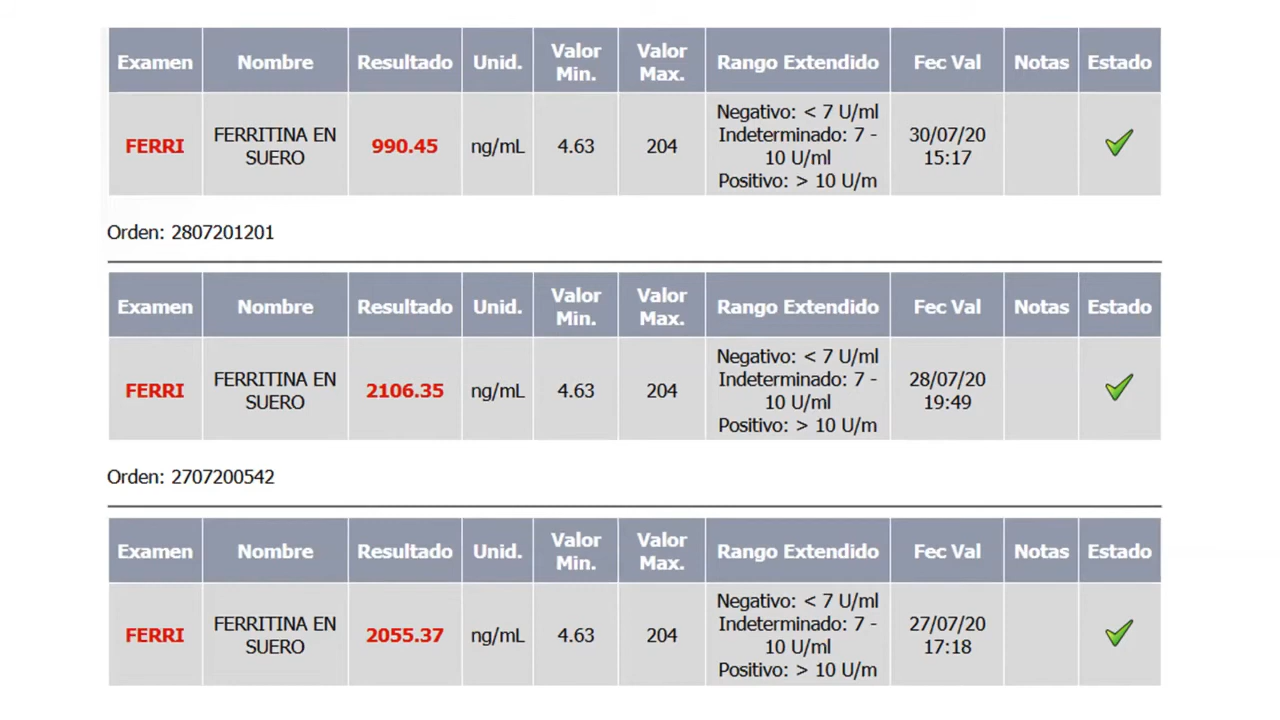 Examen Nombre Resultado Unid. Valor Min. Valor Max. Rango Extendido Fec Val Notas Estado
FERRI FERRITINA EN SUERO 990.45 ng/mL 4.63 204 Negativo: < 7 U/ml Indeterminado: 7 - 10 U/ml Positivo: > 10 U/m 30/07/20 15:17
Orden: 2807201201
Examen Nombre Resultado Unid. Valor Min. Valor Max. Rango Extendido Fec Val Notas Estado
FERRI FERRITINA EN SUERO 2106.35 ng/mL 4.63 204 Negativo: < 7 U/ml Indeterminado: 7 - 10 U/ml Positivo: > 10 U/m 28/07/20 19:49
Orden: 2707200542
Examen Nombre Resultado Unid. Valor Min. Valor Max. Rango Extendido Fec Val Notas Estado
FERRI FERRITINA EN SUERO 2055.37 ng/mL 4.63 204 Negativo: < 7 U/ml Indeterminado: 7 - 10 U/ml Positivo: > 10 U/m 27/07/20 17:18